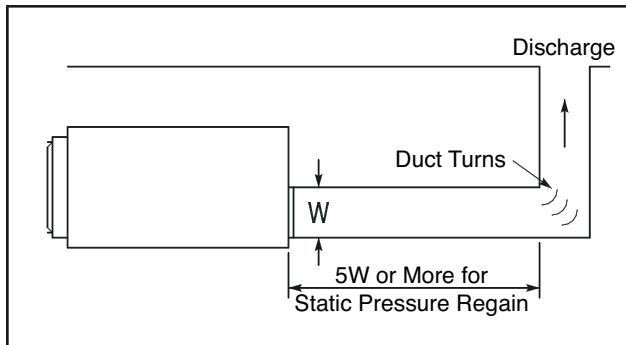 Discharge
Duct Turns
W
5W or More for
Static Pressure Regain